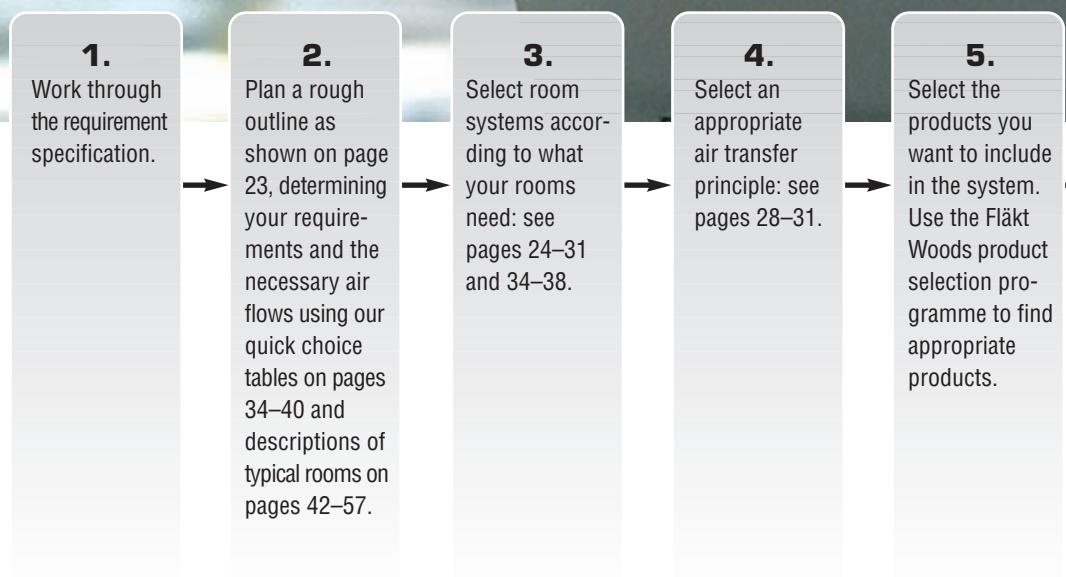 1.
Work through
the requirement
specification.
2.
Plan a rough
outline as
shown on page
23, determining
your require-
ments and the
necessary air
flows using our
quick choice
tables on pages
34–40 and
descriptions of
typical rooms on
pages 42–57.
3.
Select room
systems accor-
ding to what
your rooms
need: see
pages 24–31
and 34–38.
4.
Select an
appropriate
air transfer
principle: see
pages 28–31.
5.
Select the
products you
want to include
in the system.
Use the Fläkt
Woods product
selection pro-
gramme to find
appropriate
products.